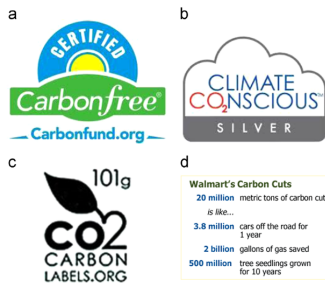 a
CERTIFIED
Carbonfree®
Carbonfund.org
b
CLIMATE
CO2NSCIOUS™
SILVER
c
101g
co2
CARBON
LABELS.ORG
d
Walmart's Carbon Cuts
20 million metric tons of carbon cut
is like...
3.8 million cars off the road for
1 year
2 billion gallons of gas saved
500 million tree seedlings grown
for 10 years